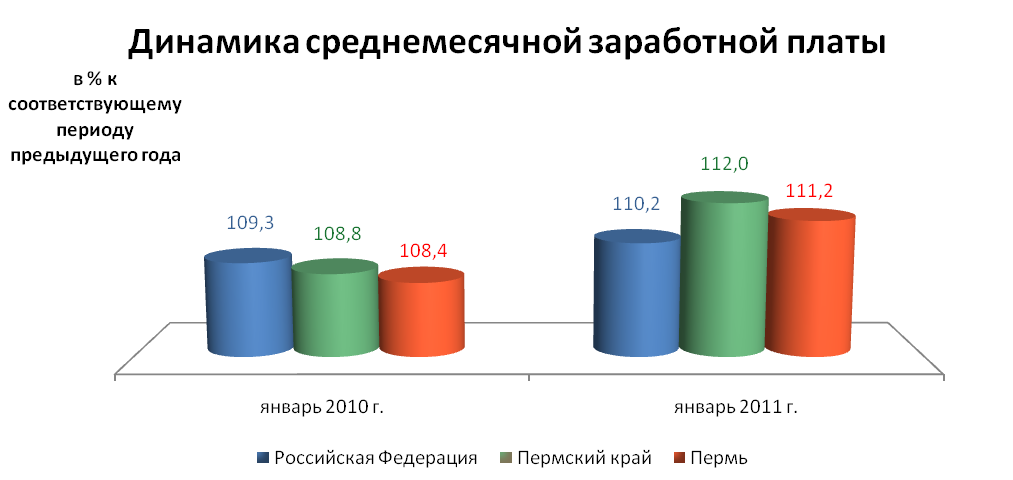 Динамика среднемесячной заработной платы
в % к
соответствующему
периоду
предыдущего года
109,3
108,8
108,4
110,2
112,0
111,2
январь 2010 г.
январь 2011 г.
Российская Федерация
Пермский край
Пермь